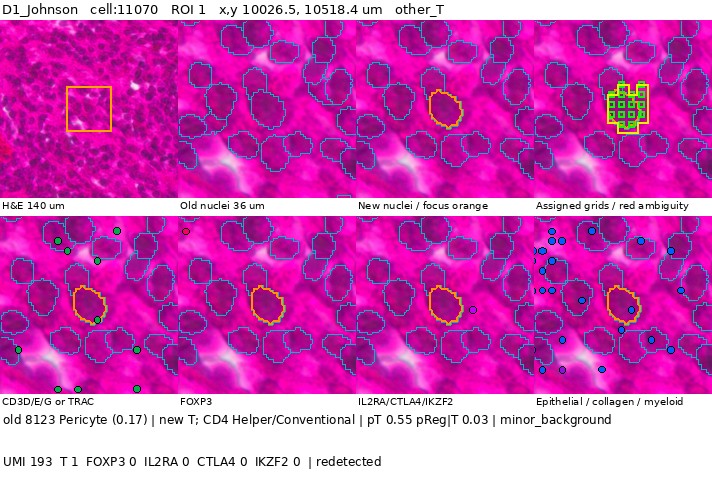 D1_Johnson   cell:11070   ROI 1   x,y 10026.5, 10518.4 um   other_T
H&E 140 um
Old nuclei 36 um
New nuclei / focus orange
Assigned grids / red ambiguity
CD3D/E/G or TRAC
FOXP3
IL2RA/CTLA4/IKZF2
Epithelial / collagen / myeloid
old 8123 Pericyte (0.17) | new T; CD4 Helper/Conventional | pT 0.55 pReg|T 0.03 | minor_background
UMI 193  T 1  FOXP3 0  IL2RA 0  CTLA4 0  IKZF2 0  | redetected